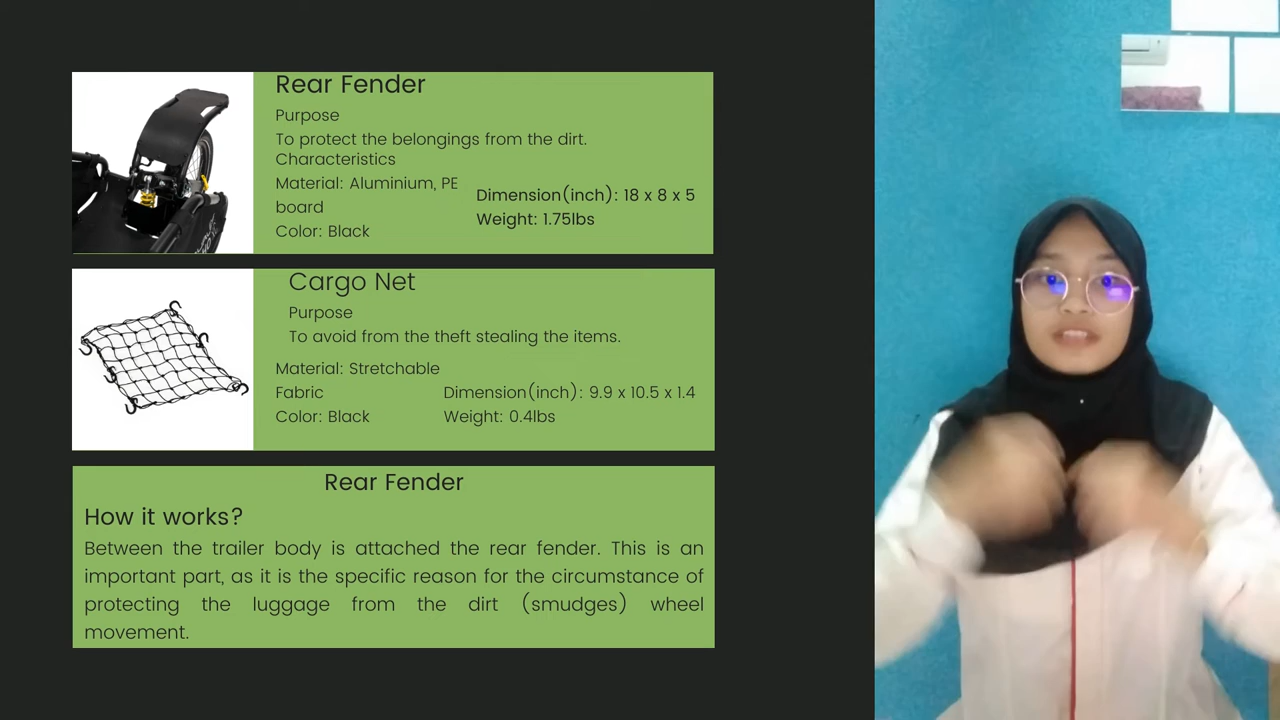 Rear Fender
Purpose
To protect the belongings from the dirt.
Characteristics
Material: Aluminium, PE
board
Color: Black
Dimension(inch): 18 x 8 x 5
Weight: 1.75lbs
Cargo Net
Purpose
To avoid from the theft stealing the items.
Material: Stretchable
Fabric
Color: Black
Dimension(inch): 9.9 x 10.5 x 1.4
Weight: 0.4lbs
Rear Fender
How it works?
Between the trailer body is attached the rear fender. This is an
important part, as it is the specific reason for the circumstance of
protecting the luggage from the dirt (smudges) wheel
movement.